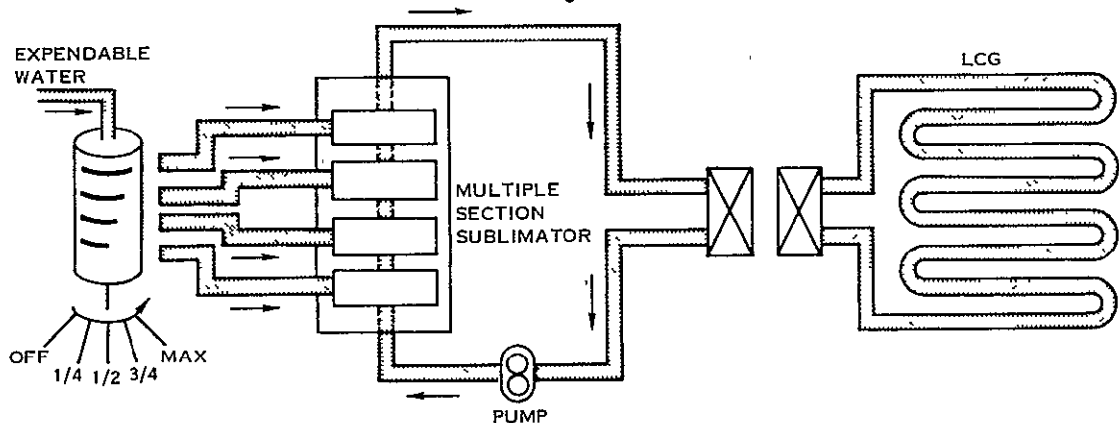 EXPENDABLE
WATER
LCG
MULTIPLE
SECTION
SUBLIMATOR
OFF
1/4
1/2
3/4
MAX
PUMP